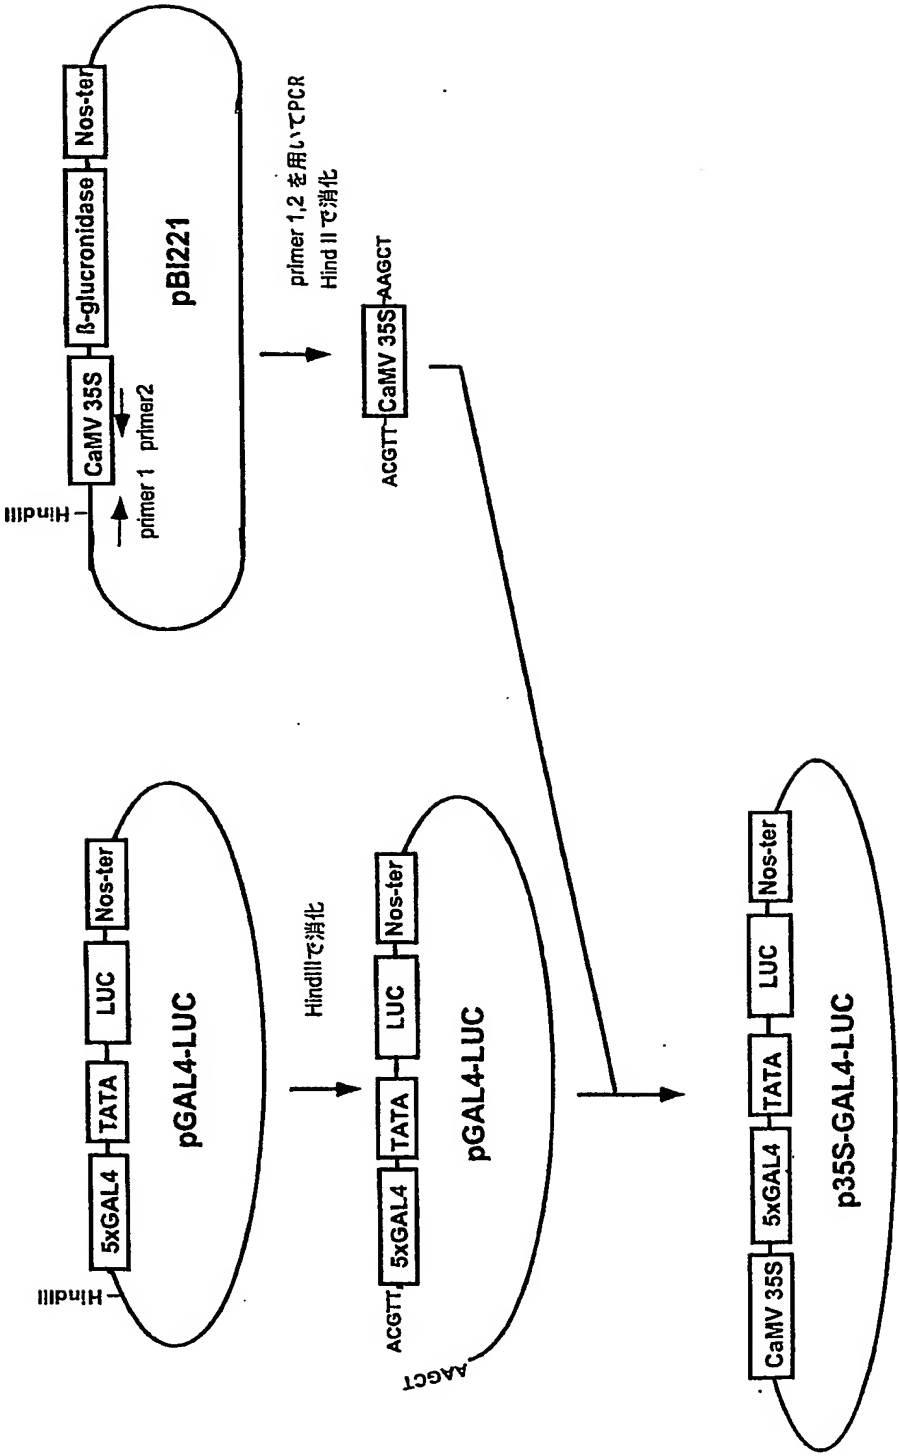 HindIII
5xGAL4
TATA
LUC
Nos-ter
pGAL4-LUC
HindIIIで消化
ACGTT
AAGCT
5xGAL4
TATA
LUC
Nos-ter
pGAL4-LUC
HindIII
CaMV 35S
ß-glucronidase
Nos-ter
primer 1
primer2
pBI221
primer 1,2 を用いてPCR
Hind II で消化
ACGTT
CaMV 35S
AAGCT
CaMV 35S
5xGAL4
TATA
LUC
Nos-ter
p35S-GAL4-LUC